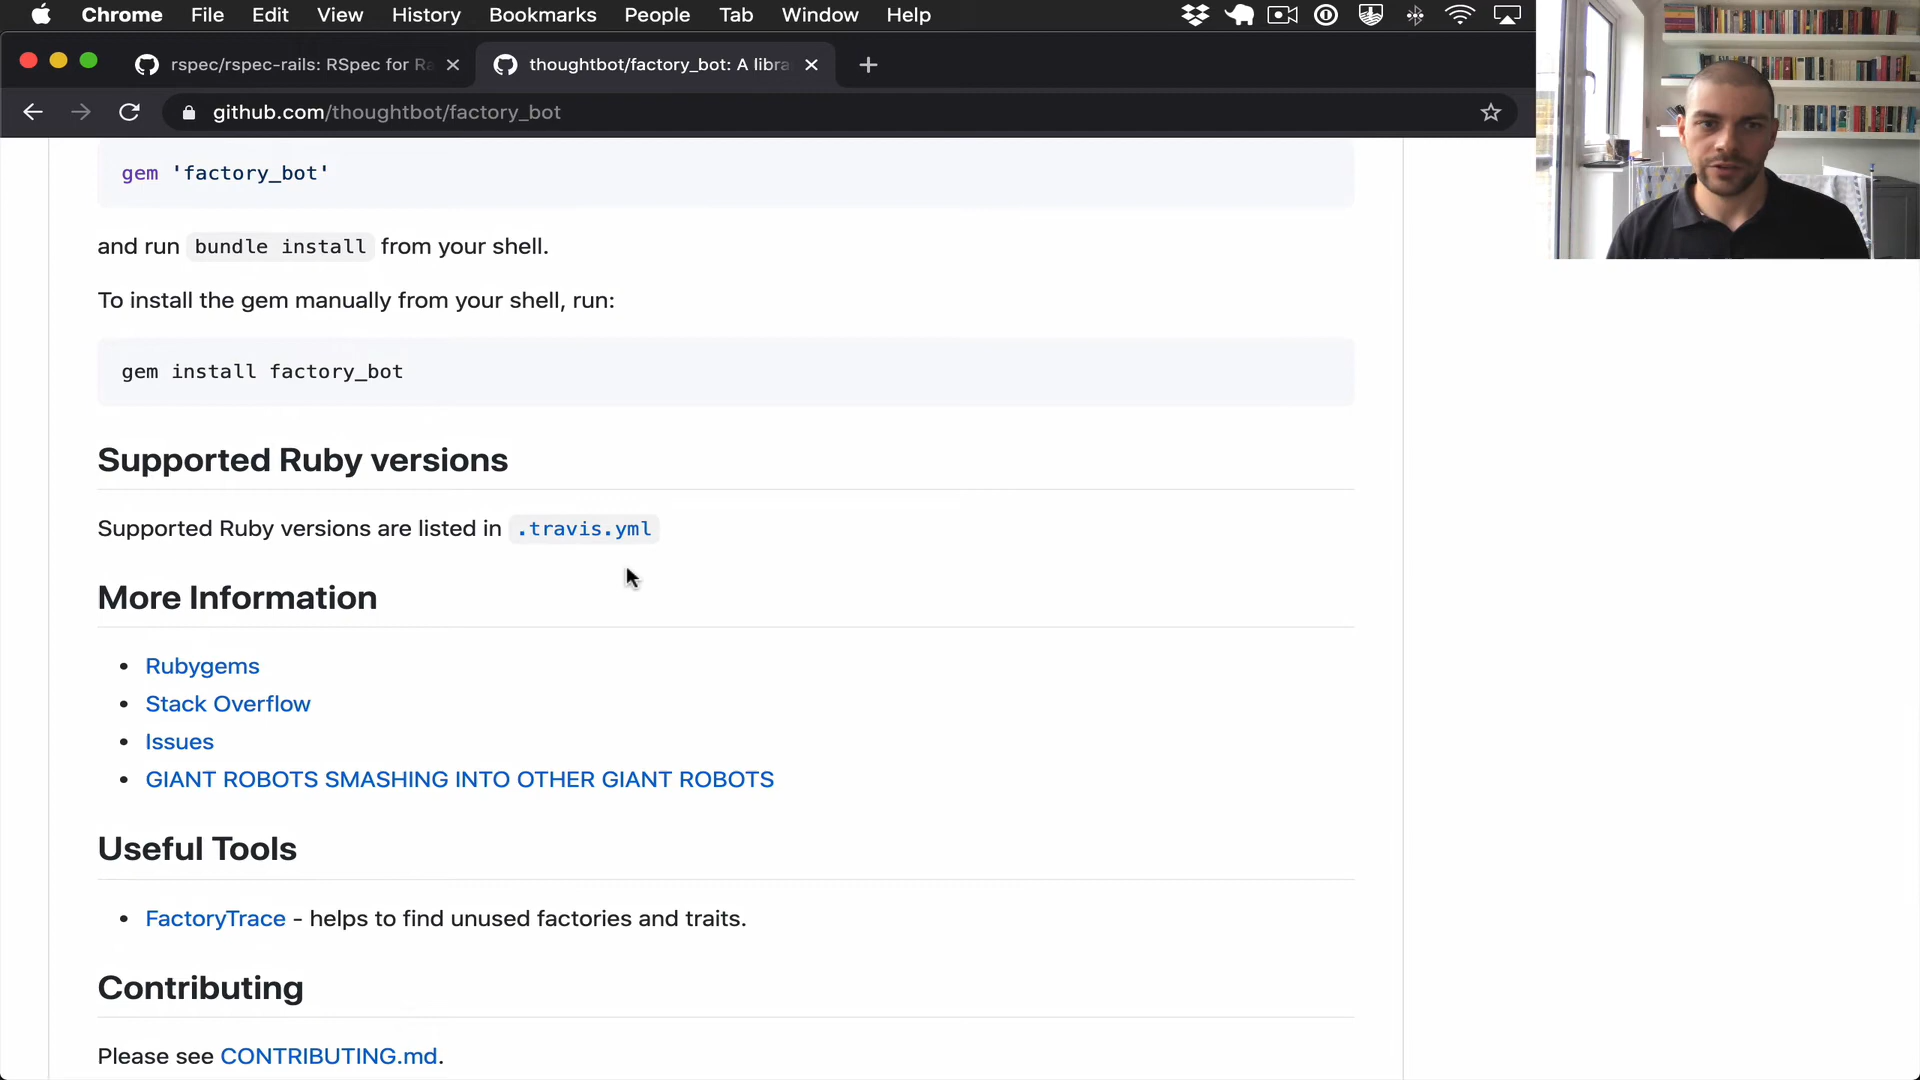 Chrome File Edit View History Bookmarks People Tab Window Help
rspec/rspec-rails: RSpec for Ra
thoughtbot/factory_bot: A libra
github.com/thoughtbot/factory_bot
gem 'factory_bot'
and run bundle install from your shell.
To install the gem manually from your shell, run:
gem install factory_bot
Supported Ruby versions
Supported Ruby versions are listed in .travis.yml
More Information
Rubygems
Stack Overflow
Issues
GIANT ROBOTS SMASHING INTO OTHER GIANT ROBOTS
Useful Tools
FactoryTrace - helps to find unused factories and traits.
Contributing
Please see CONTRIBUTING.md.